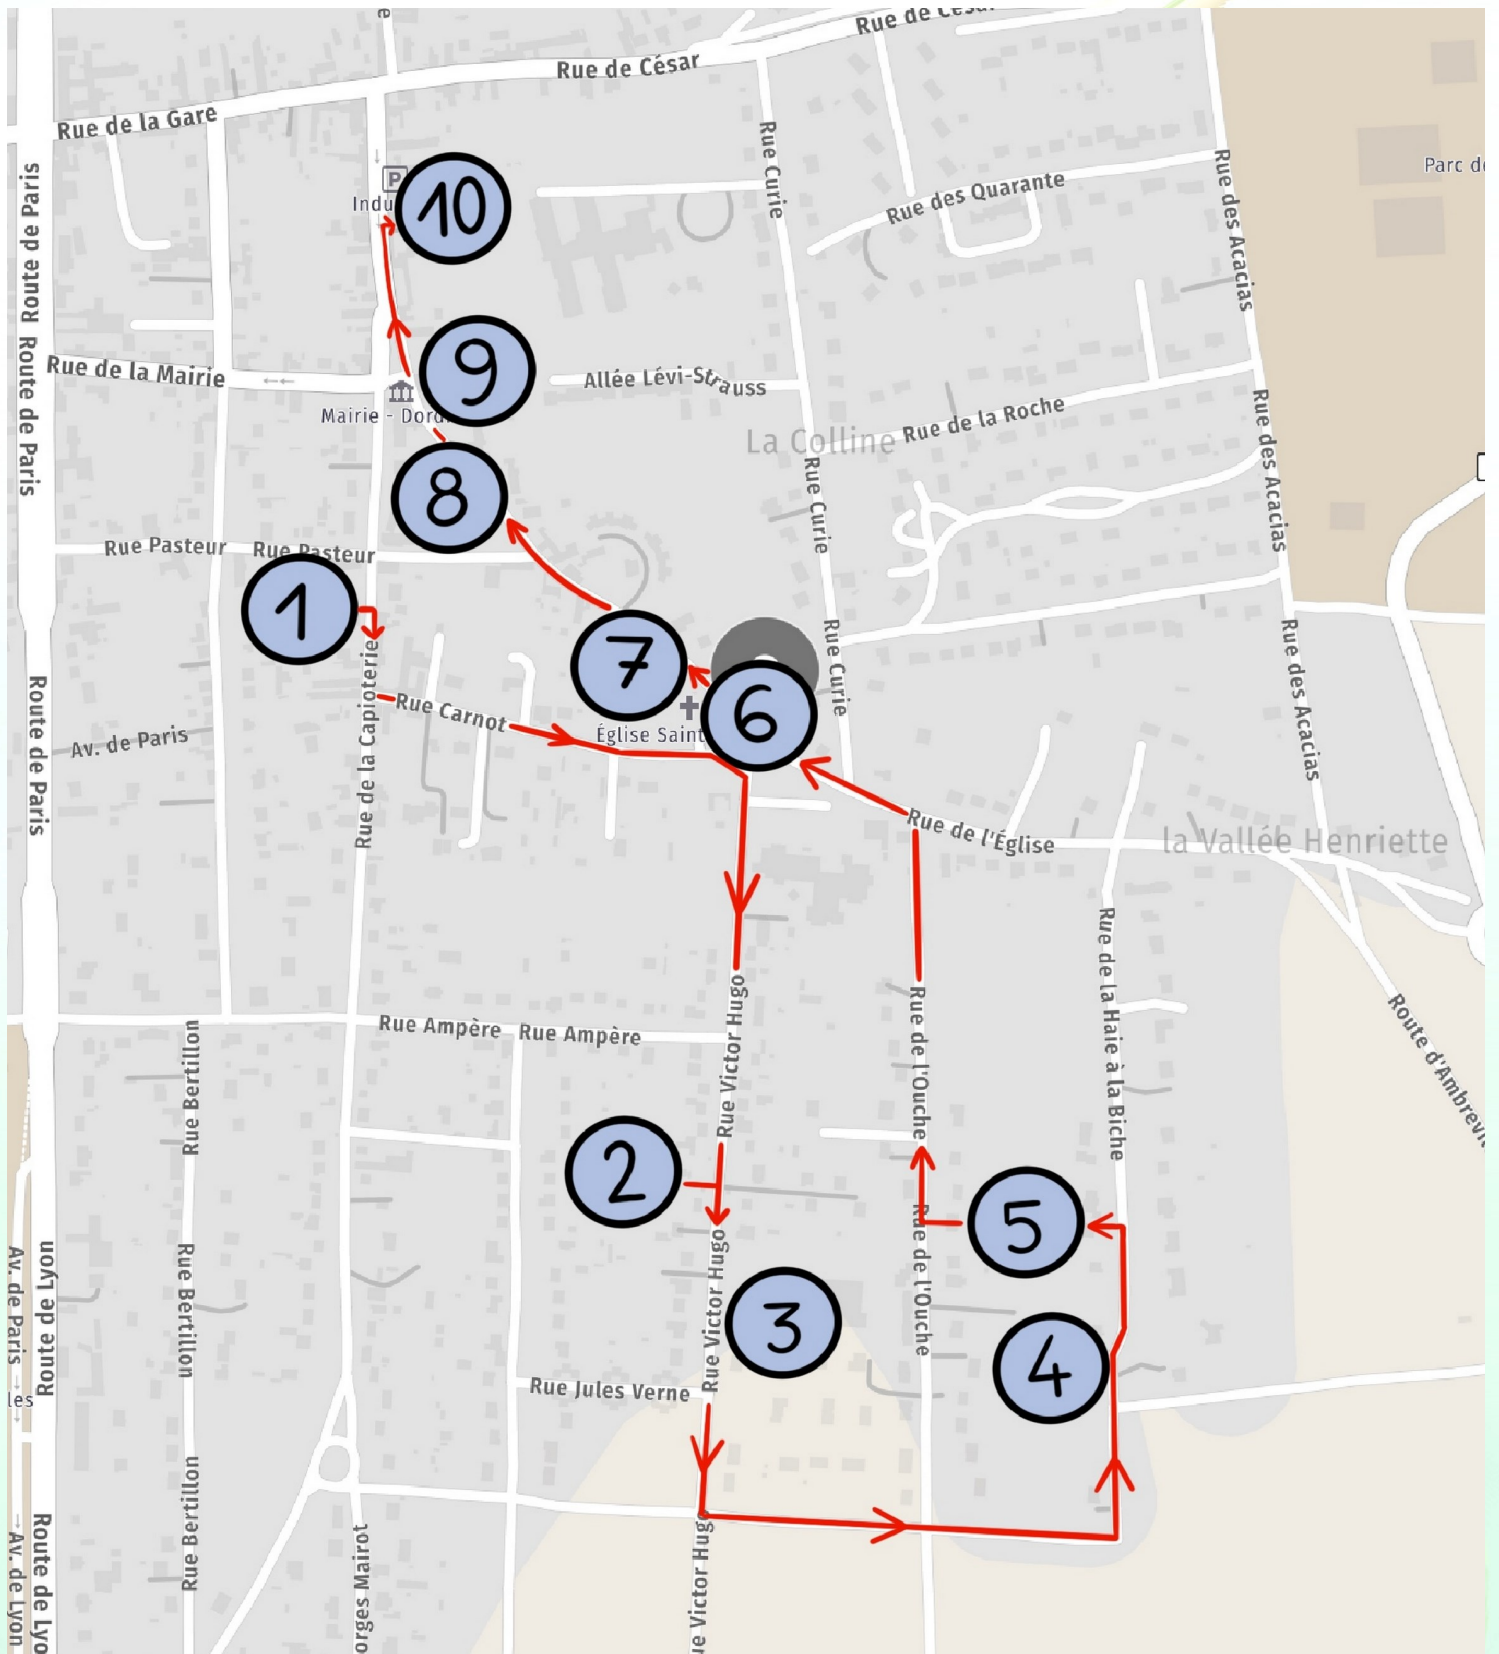 e
Rue de César
Rue de César
Rue de la Gare
Rue Curie
Rue des Quarante
Rue des Acacias
Parc de
Route de Paris
P
Indu
10
Route de Paris
Rue de la Mairie
9
Allée Lévi-Strauss
Mairie - Dord
La Colline
Rue de la Roche
Rue des Acacias
8
Rue Curie
Rue Pasteur
Rue Pasteur
1
7
6
Rue Curie
Rue des Acacias
Route de Paris
Av. de Paris
Rue de la Capioterie
Rue Carnot
Église Saint
Rue de l'Église
la Vallée Henriette
Rue de la Haie à la Biche
Rue Victor Hugo
Rue de l'Ouche
Route d'Ambrevi
Rue Ampère
Rue Ampère
Rue Bertillon
2
5
Rue de l'Ouche
Rue Victor Hugo
3
4
Av. de Paris
Route de Lyon
Rue Bertillon
les
Rue Jules Verne
Rue Bertillon
Av. de Lyon
Route de Lyo
orges Mairot
ue Victor Hugo